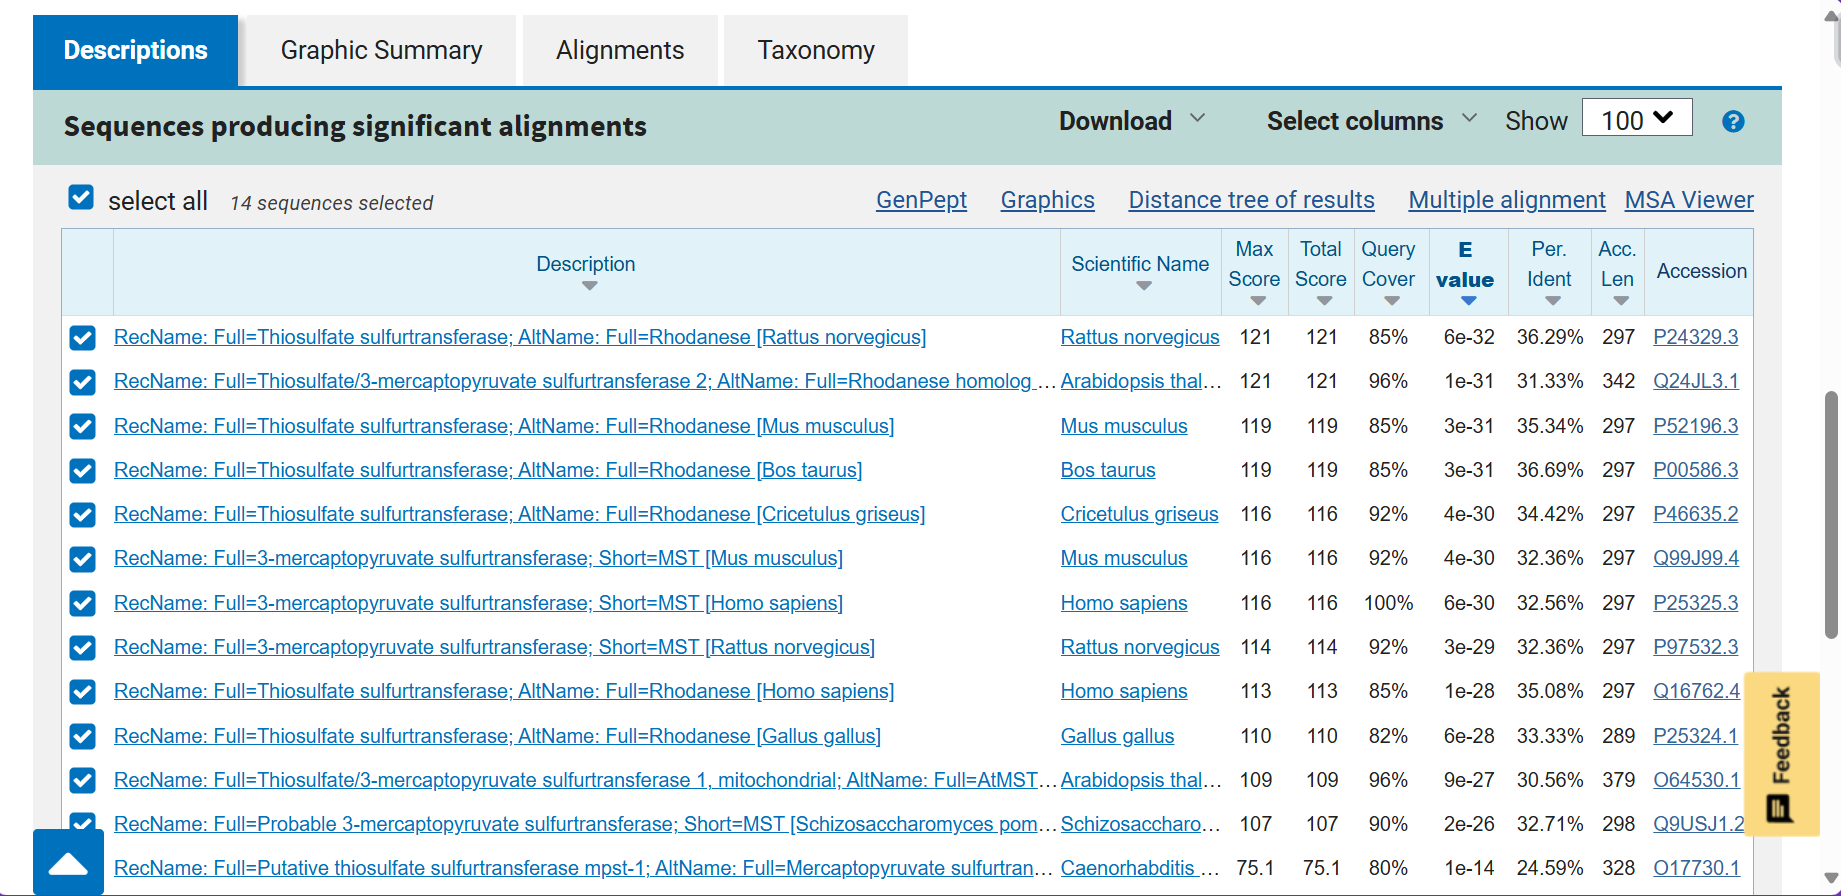 Descriptions Graphic Summary Alignments Taxonomy
Sequences producing significant alignments Download Select columns Show 100 ?
select all 14 sequences selected GenPept Graphics Distance tree of results Multiple alignment MSA Viewer
Description Scientific Name Max Score Total Score Query Cover E value Per. Ident Acc. Len Accession
RecName: Full=Thiosulfate sulfurtransferase; AltName: Full=Rhodanese [Rattus norvegicus] Rattus norvegicus 121 121 85% 6e-32 36.29% 297 P24329.3
RecName: Full=Thiosulfate/3-mercaptopyruvate sulfurtransferase 2; AltName: Full=Rhodanese homolog ... Arabidopsis thal... 121 121 96% 1e-31 31.33% 342 Q24JL3.1
RecName: Full=Thiosulfate sulfurtransferase; AltName: Full=Rhodanese [Mus musculus] Mus musculus 119 119 85% 3e-31 35.34% 297 P52196.3
RecName: Full=Thiosulfate sulfurtransferase; AltName: Full=Rhodanese [Bos taurus] Bos taurus 119 119 85% 3e-31 36.69% 297 P00586.3
RecName: Full=Thiosulfate sulfurtransferase; AltName: Full=Rhodanese [Cricetulus griseus] Cricetulus griseus 116 116 92% 4e-30 34.42% 297 P46635.2
RecName: Full=3-mercaptopyruvate sulfurtransferase; Short=MST [Mus musculus] Mus musculus 116 116 92% 4e-30 32.36% 297 Q99J99.4
RecName: Full=3-mercaptopyruvate sulfurtransferase; Short=MST [Homo sapiens] Homo sapiens 116 116 100% 6e-30 32.56% 297 P25325.3
RecName: Full=3-mercaptopyruvate sulfurtransferase; Short=MST [Rattus norvegicus] Rattus norvegicus 114 114 92% 3e-29 32.36% 297 P97532.3
RecName: Full=Thiosulfate sulfurtransferase; AltName: Full=Rhodanese [Homo sapiens] Homo sapiens 113 113 85% 1e-28 35.08% 297 Q16762.4
RecName: Full=Thiosulfate sulfurtransferase; AltName: Full=Rhodanese [Gallus gallus] Gallus gallus 110 110 82% 6e-28 33.33% 289 P25324.1
RecName: Full=Thiosulfate/3-mercaptopyruvate sulfurtransferase 1, mitochondrial; AltName: Full=AtMST... Arabidopsis thal... 109 109 96% 9e-27 30.56% 379 O64530.1
RecName: Full=Probable 3-mercaptopyruvate sulfurtransferase; Short=MST [Schizosaccharomyces pom... Schizosaccharo... 107 107 90% 2e-26 32.71% 298 Q9USJ1.2
RecName: Full=Putative thiosulfate sulfurtransferase mpst-1; AltName: Full=Mercaptopyruvate sulfurtran... Caenorhabditis ... 75.1 75.1 80% 1e-14 24.59% 328 O17730.1
Feedback